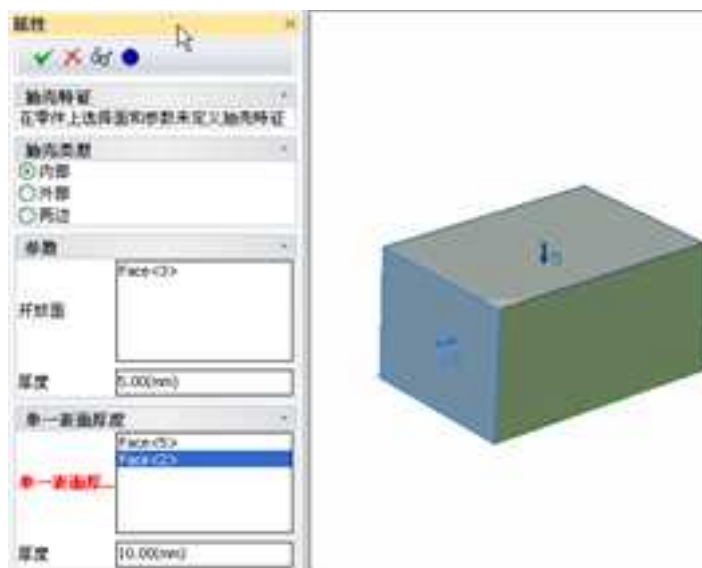 属性
抽壳特征
在零件上选择面和参数来定义抽壳特征
抽壳类型
内部
外部
两边
参数
Face<3>
开放面
厚度
5.00(mm)
单一表面厚度
Face<5>
Face<2>
单一表面厚...
厚度
10.00(mm)